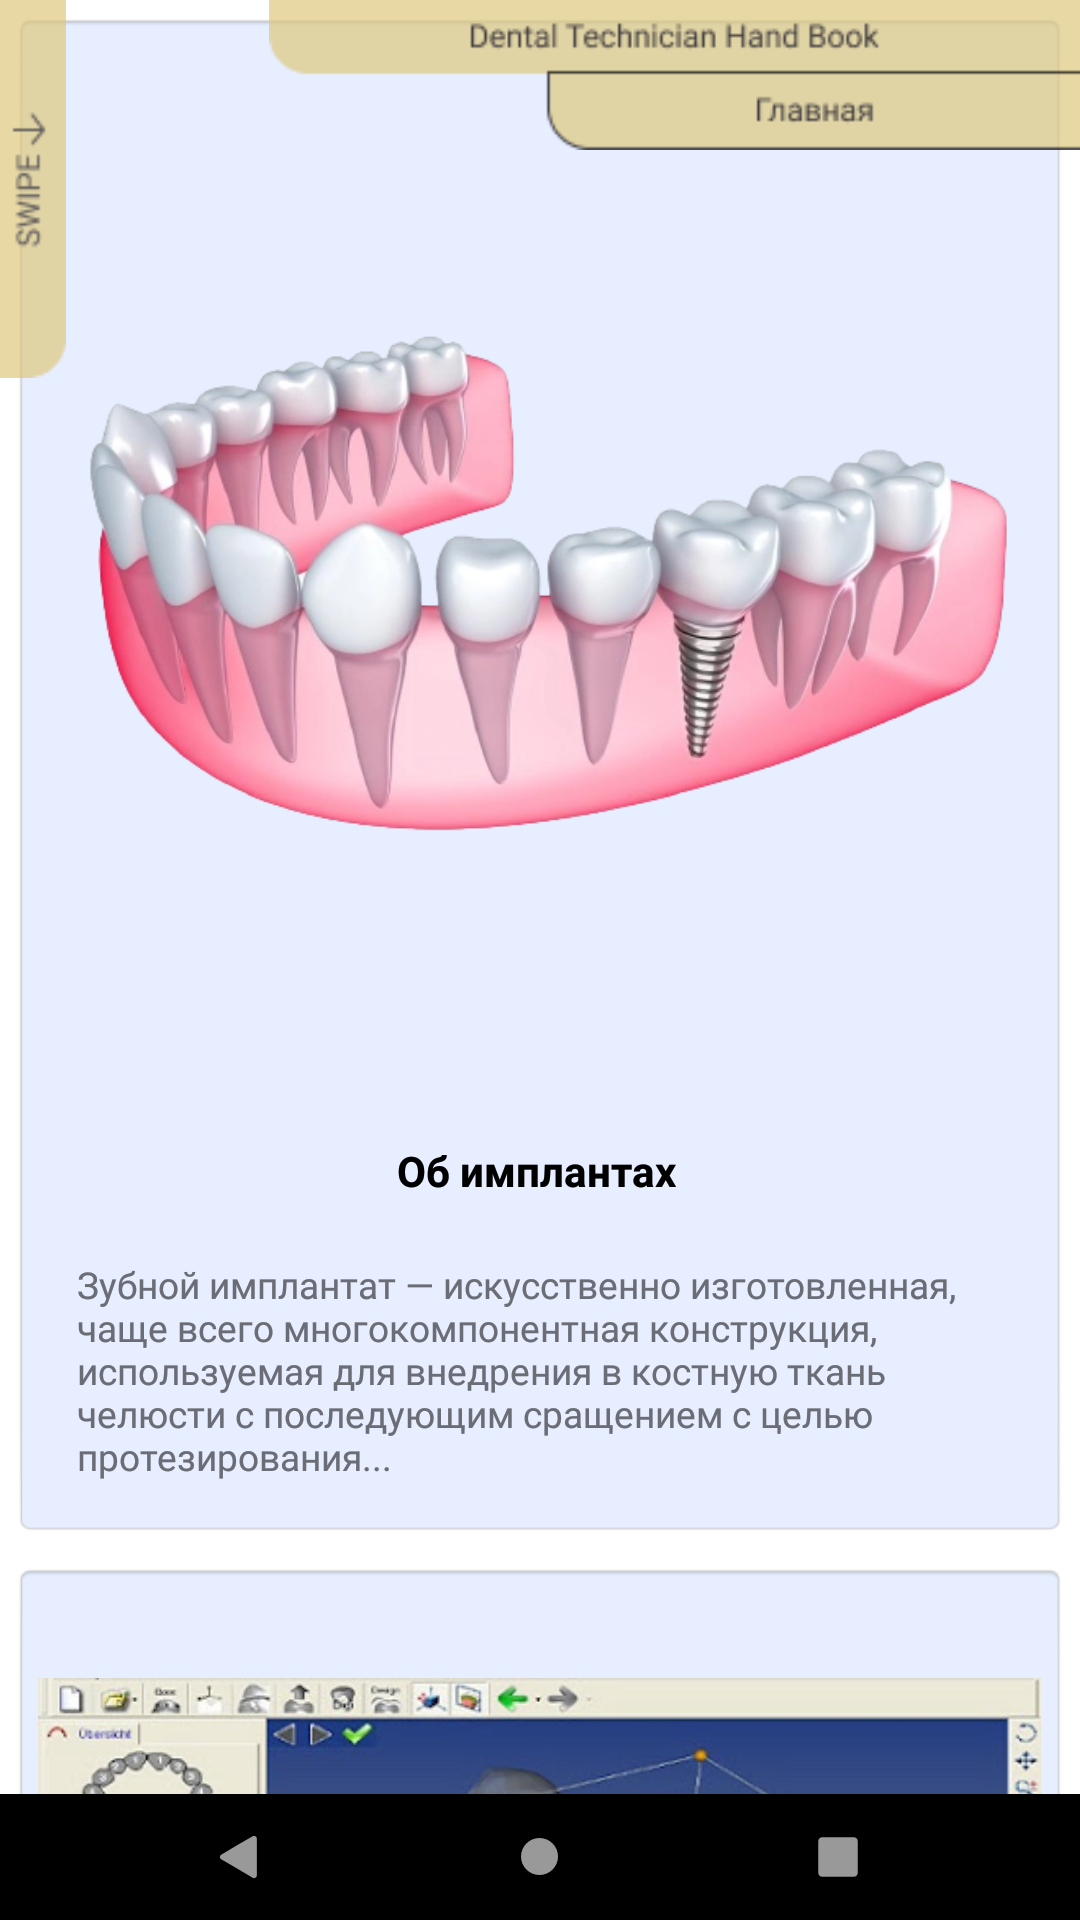 Dental Technician Hand Book
Главная
SWIPE
Об имплантах
Зубной имплантат — искусственно изготовленная,
чаще всего многокомпонентная конструкция,
используемая для внедрения в костную ткань
челюсти с последующим сращением с целью
протезирования...
Design
Übersicht